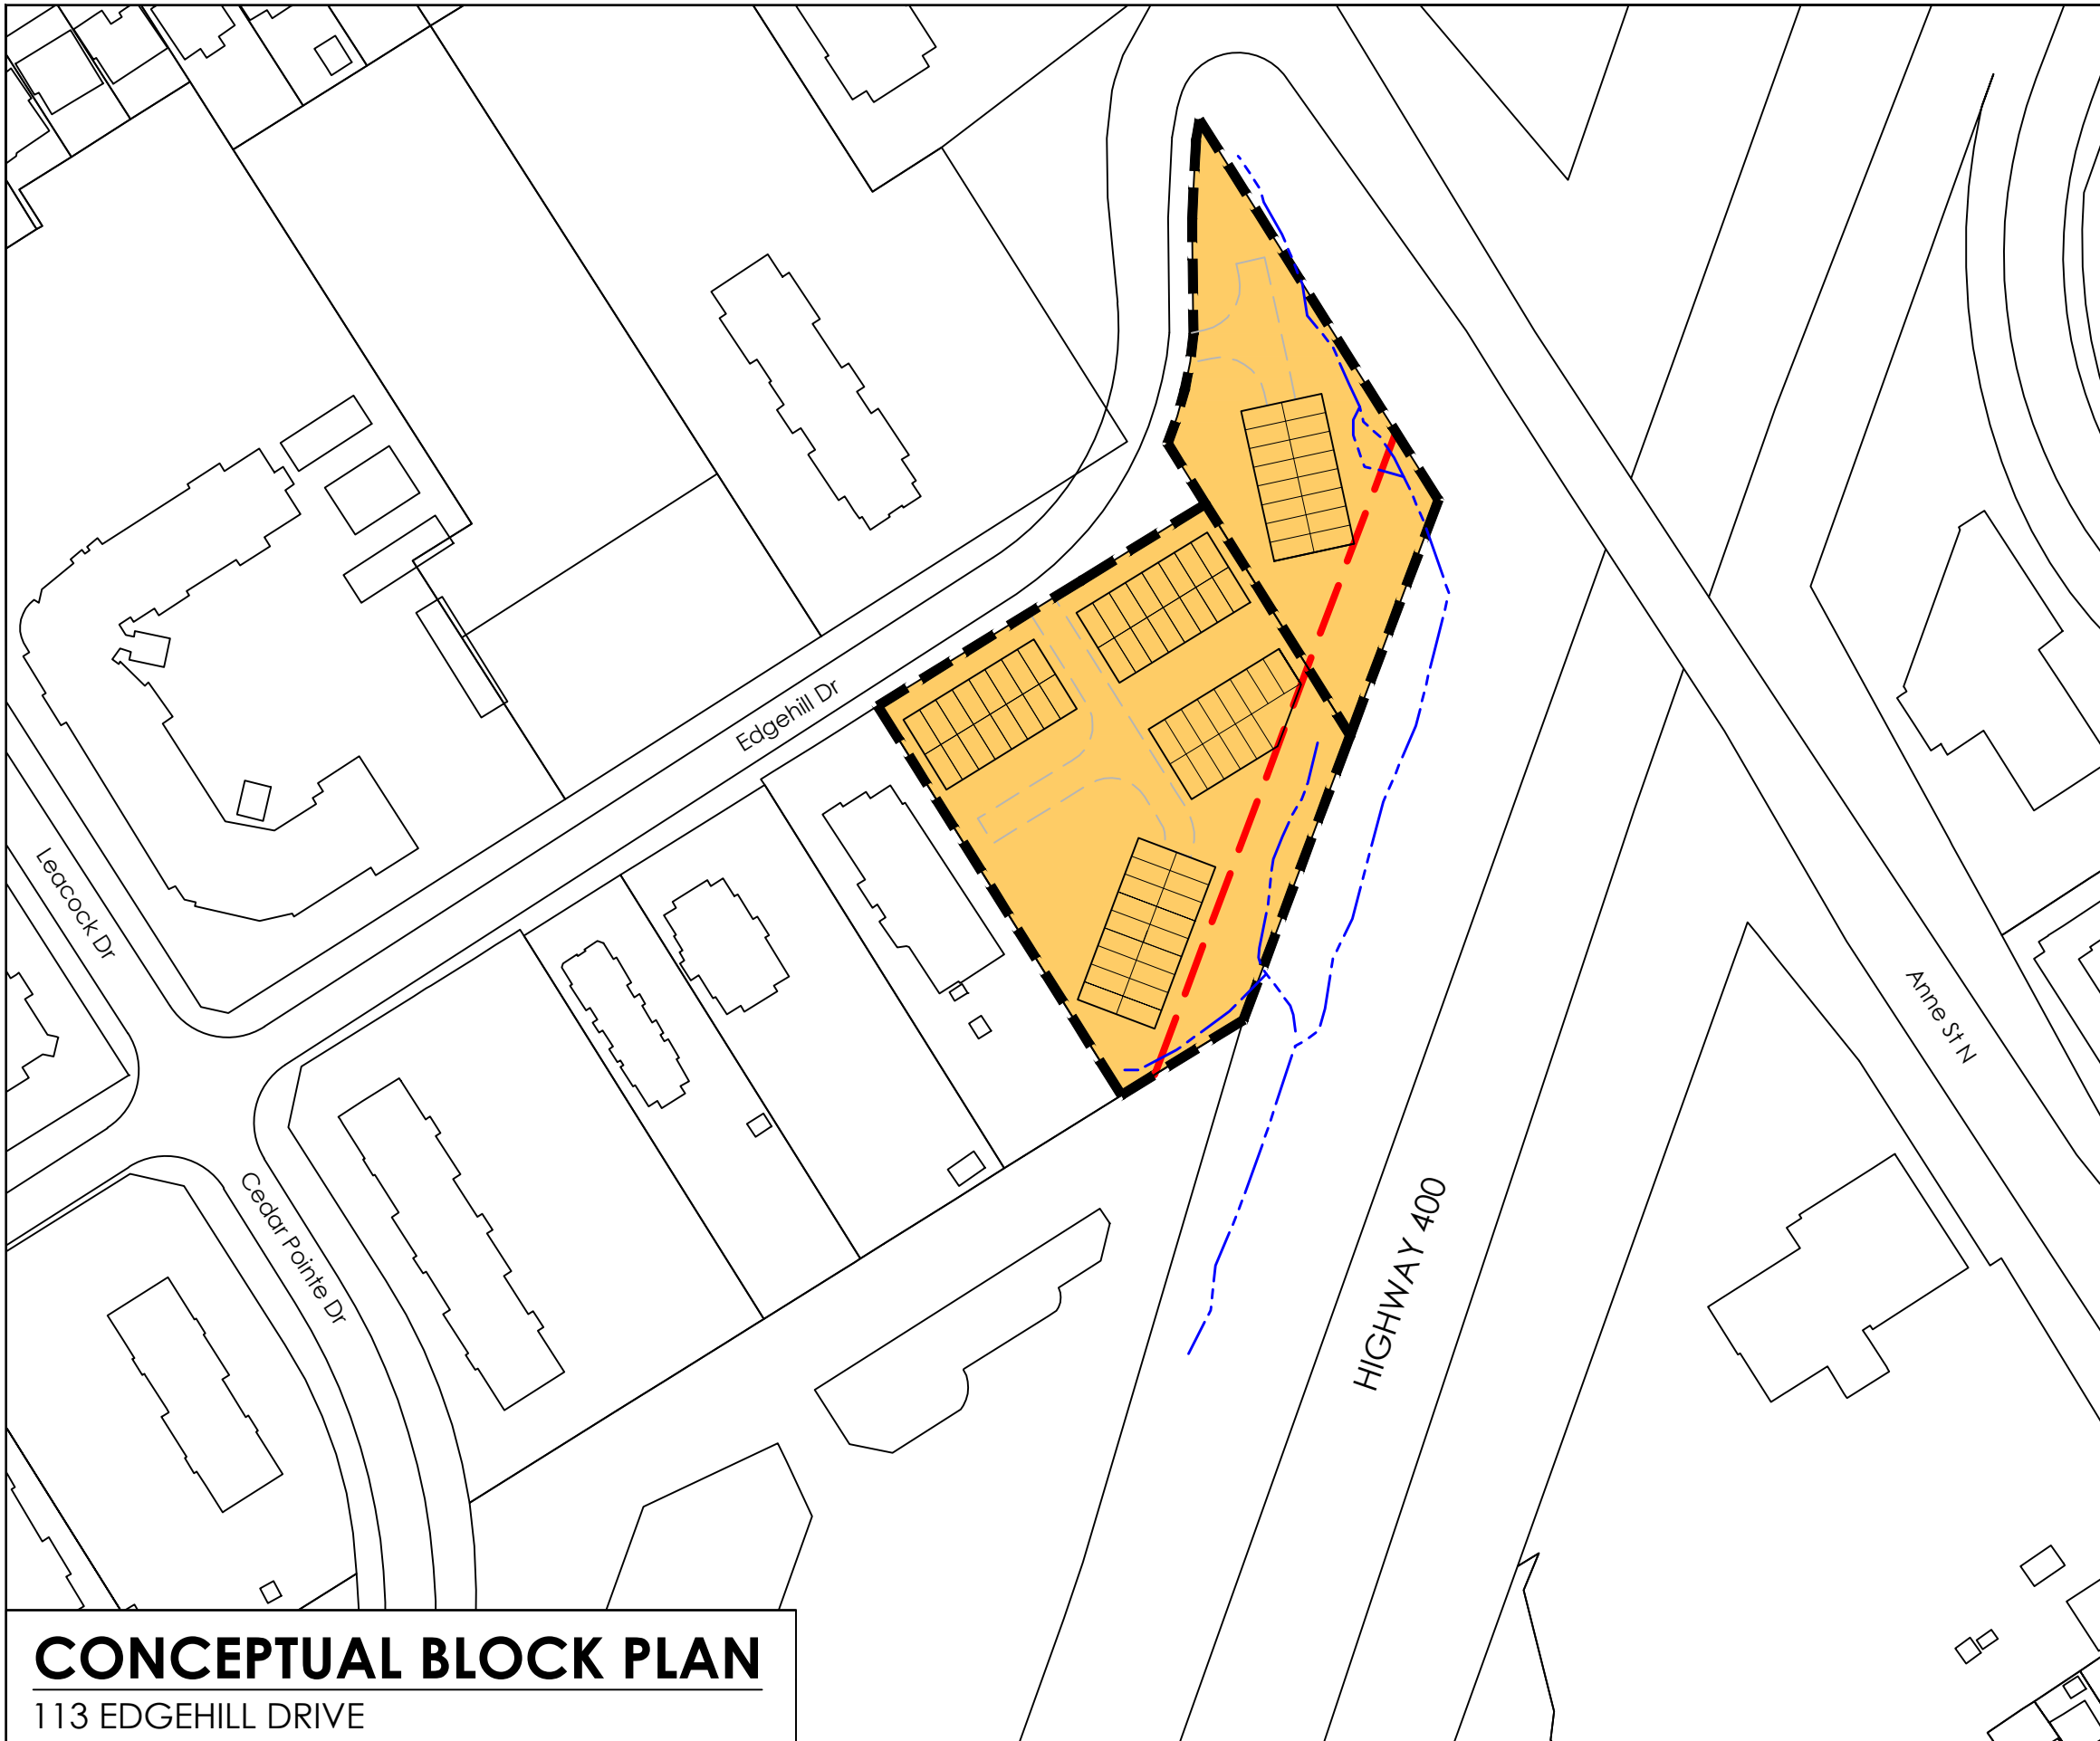 Edgehill Dr
Leacock Dr
Anne St N
Cedar Pointe Dr
HIGHWAY 400
CONCEPTUAL BLOCK PLAN
113 EDGEHILL DRIVE